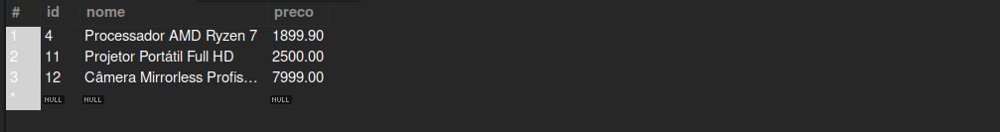 # id nome preco
1 4 Processador AMD Ryzen 7 1899.90
2 11 Projetor Portátil Full HD 2500.00
3 12 Câmera Mirrorless Profis... 7999.00
* NULL NULL NULL